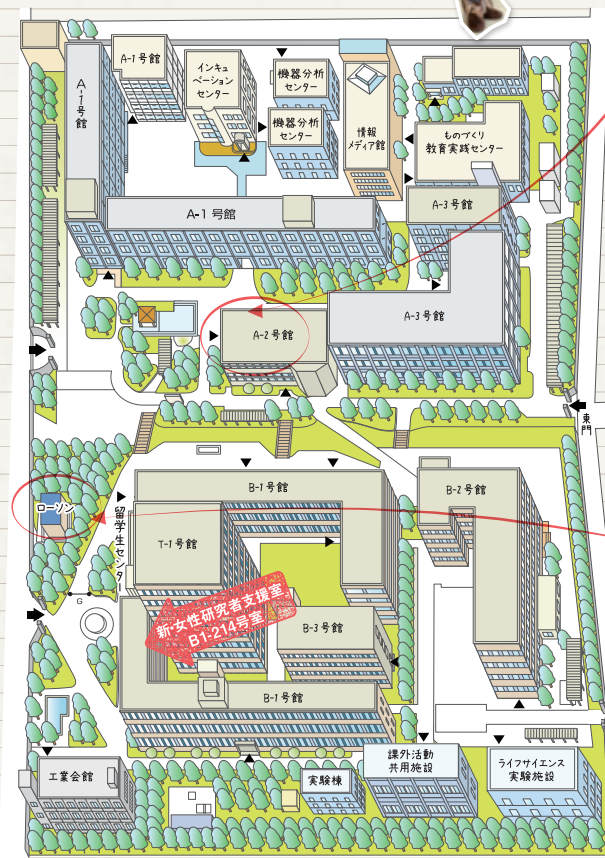 A-1号館
A-1号館
インキュ
ベーション
センター
機器分析
センター
機器分析
センター
情報
メディア館
ものづくり
教育実践センター
A-1号館
A-3号館
A-3号館
A-2号館
東門
ローソン
留学生センター
B-1号館
T-1号館
B-2号館
新・女性研究者支援室
B1-214号室
B-3号館
G
B-1号館
工業会館
実験棟
課外活動
共用施設
ライフサイエンス
実験施設